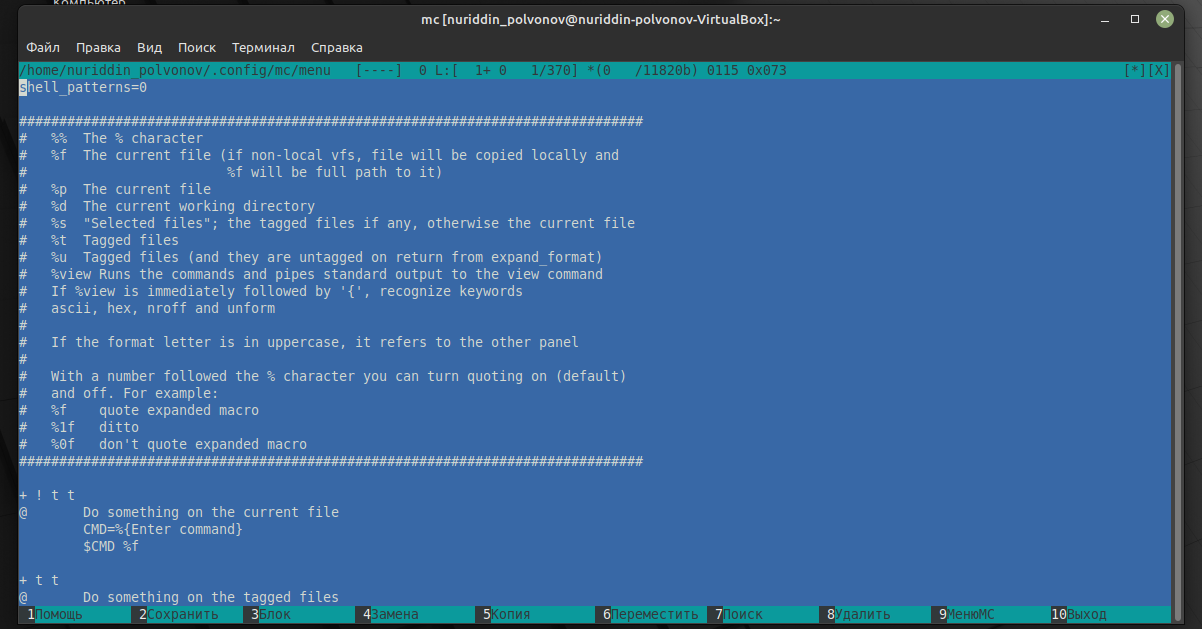 Компьютер
mc [nuriddin_polvonov@nuriddin-polvonov-VirtualBox]:~
Файл Правка Вид Поиск Терминал Справка
/home/nuriddin_polvonov/.config/mc/menu   [----]  0 L:[  1+ 0   1/370] *(0   /11820b) 0115 0x073   [*][X]
shell_patterns=0
##############################################################################
#   %%  The % character
#   %f  The current file (if non-local vfs, file will be copied locally and
#                         %f will be full path to it)
#   %p  The current file
#   %d  The current working directory
#   %s  "Selected files"; the tagged files if any, otherwise the current file
#   %t  Tagged files
#   %u  Tagged files (and they are untagged on return from expand_format)
#   %view Runs the commands and pipes standard output to the view command
#   If %view is immediately followed by '{', recognize keywords
#   ascii, hex, nroff and unform
#
#   If the format letter is in uppercase, it refers to the other panel
#
#   With a number followed the % character you can turn quoting on (default)
#   and off. For example:
#   %f    quote expanded macro
#   %1f   ditto
#   %0f   don't quote expanded macro
##############################################################################
+ ! t t
@       Do something on the current file
        CMD=%{Enter command}
        $CMD %f
+ t t
@       Do something on the tagged files
1Помощь 2Сохранить 3Блок 4Замена 5Копия 6Переместить 7Поиск 8Удалить 9МенюМС 10Выход